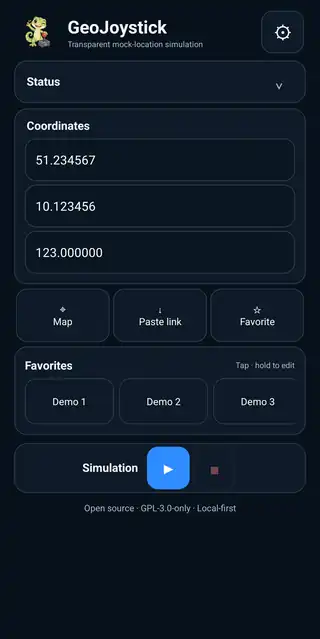 GeoJoystick
Transparent mock-location simulation
Status
Coordinates
51.234567
10.123456
123.000000
Map
Paste link
Favorite
Favorites
Tap · hold to edit
Demo 1
Demo 2
Demo 3
Simulation
Open source · GPL-3.0-only · Local-first